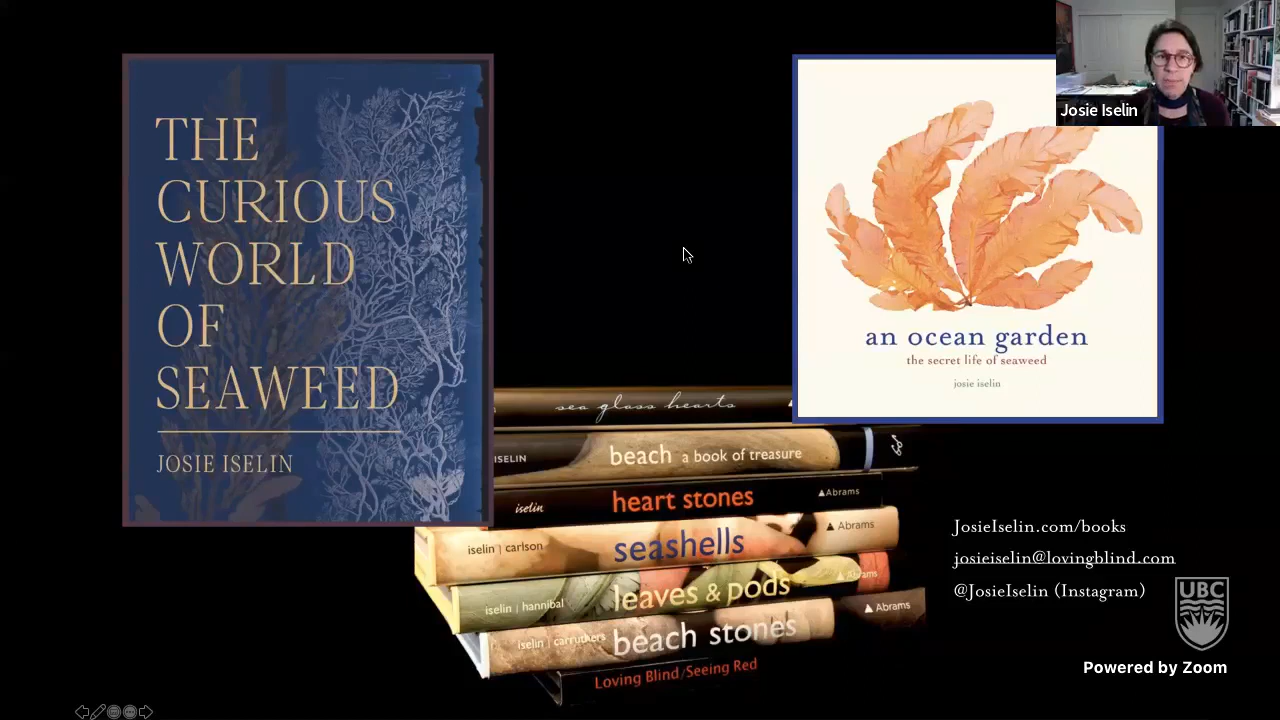 THE
CURIOUS
WORLD
OF
SEAWEED
JOSIE ISELIN
Josie Iselin
an ocean garden
the secret life of seaweed
josie iselin
sea glass hearts
ISELIN beach a book of treasure
iselin heart stones Abrams
iselin | carlson seashells Abrams
iselin | hannibal leaves & pods Abrams
iselin | carruthers beach stones Abrams
Loving Blind/Seeing Red
JosieIselin.com/books
josieiselin@lovingblind.com
@JosieIselin (Instagram)
UBC
Powered by Zoom